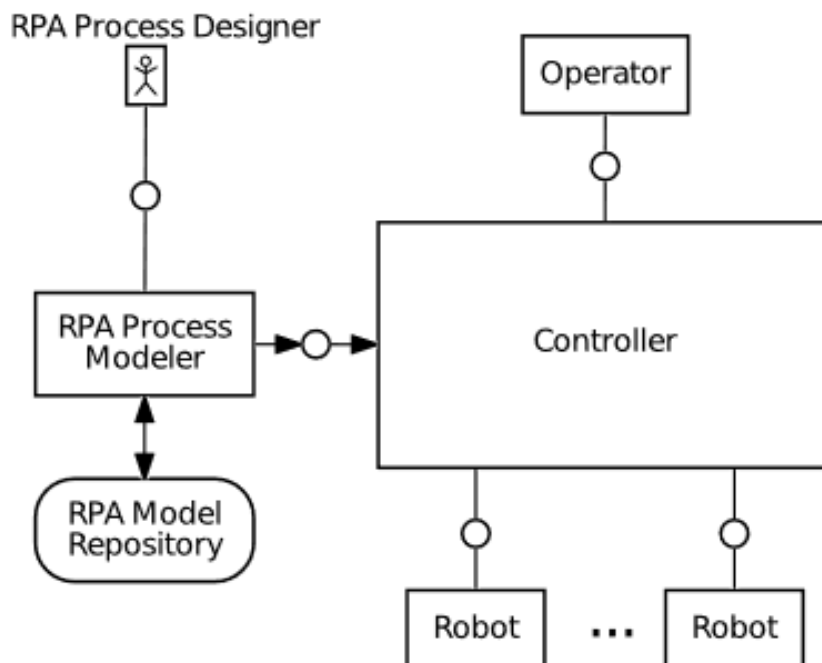 RPA Process Designer
Operator
RPA Process
Modeler
Controller
RPA Model
Repository
Robot
...
Robot